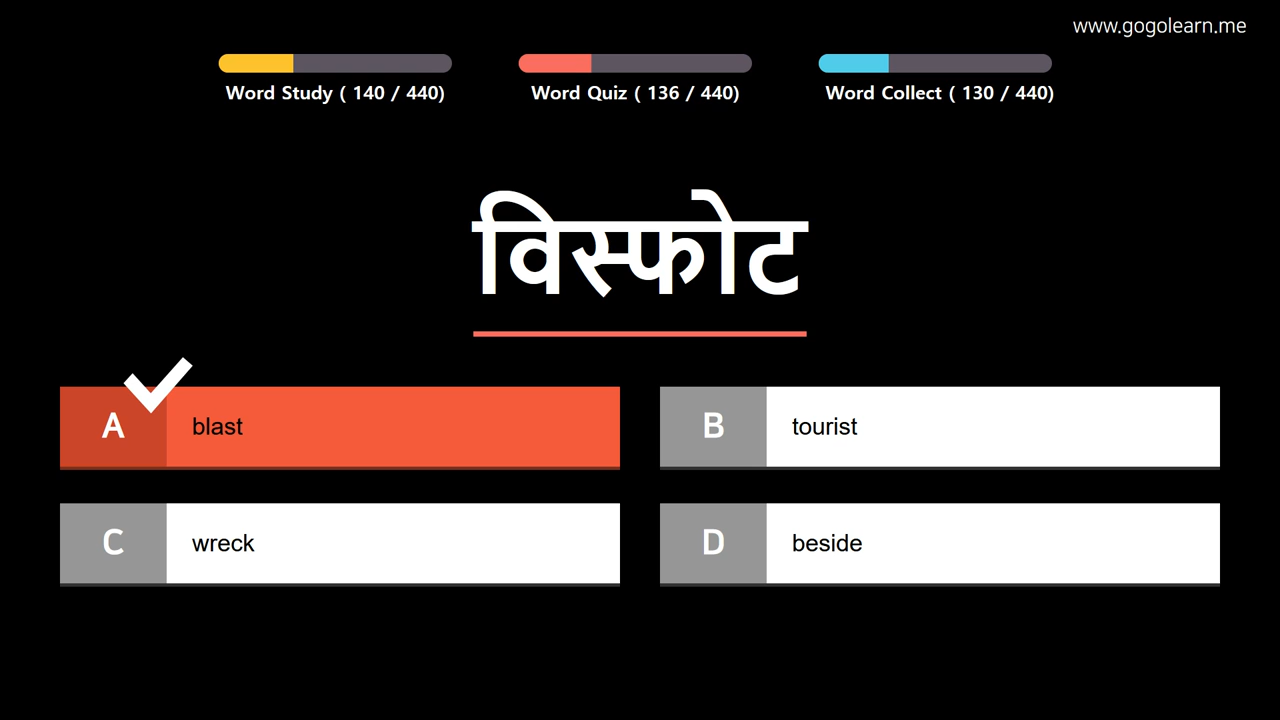 www.gogolearn.me
Word Study ( 140 / 440)
Word Quiz ( 136 / 440)
Word Collect ( 130 / 440)
विस्फोट
A
blast
B
tourist
C
wreck
D
beside